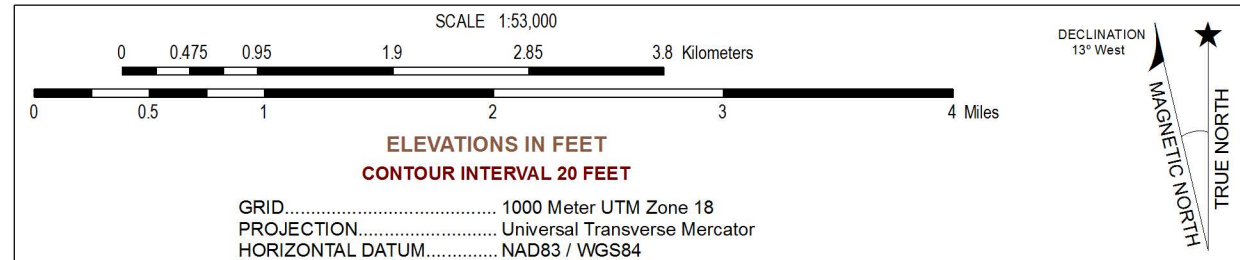 SCALE 1:53,000
0 0.475 0.95 1.9 2.85 3.8 Kilometers
0 0.5 1 2 3 4 Miles
ELEVATIONS IN FEET
CONTOUR INTERVAL 20 FEET
GRID........................................ 1000 Meter UTM Zone 18
PROJECTION.......................... Universal Transverse Mercator
HORIZONTAL DATUM............. NAD83 / WGS84
DECLINATION
13º West
MAGNETIC NORTH
TRUE NORTH